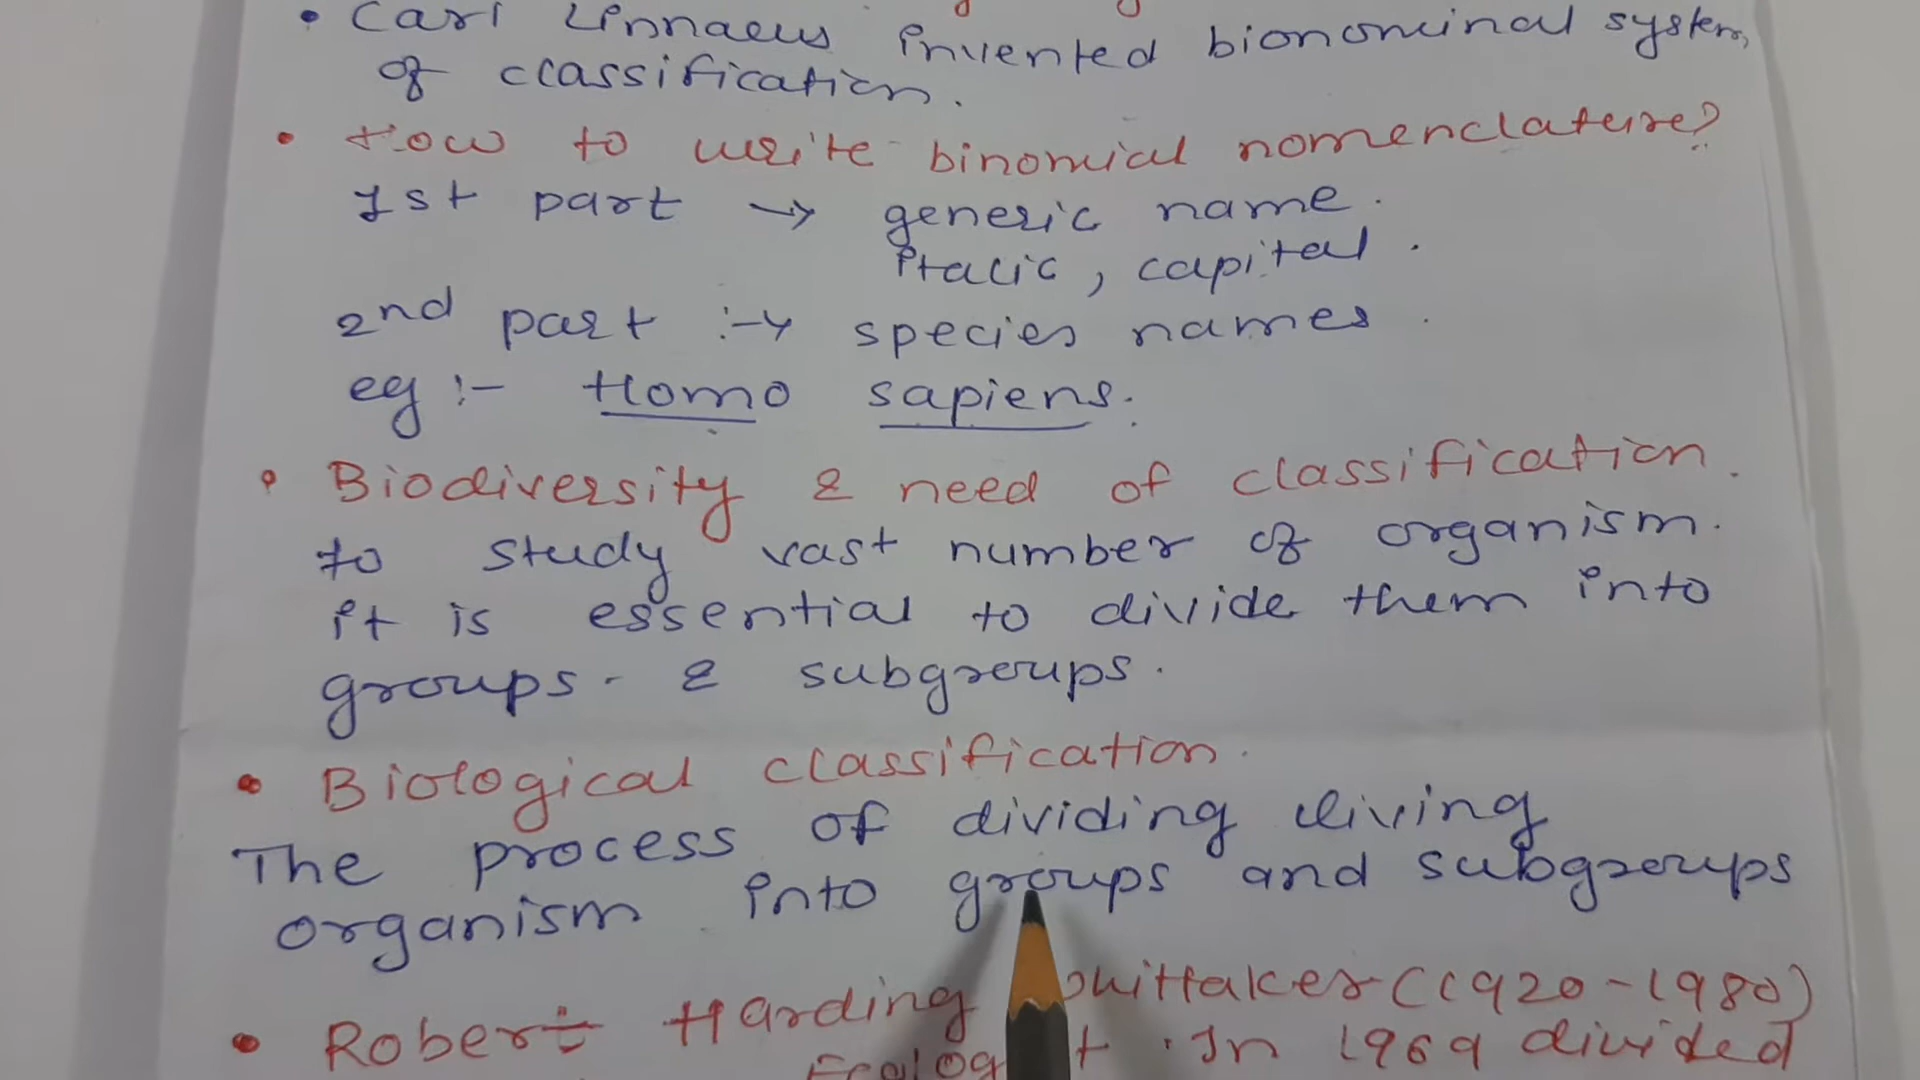 • Carl Linnaeus invented biononinal system
of classification.
• How to write binomial nomenclature?
1st part → generic name.
italic, capital.
2nd part :→ species names.
eg :- Homo sapiens.
• Biodiversity & need of classification.
to study vast number of organism.
it is essential to divide them into
groups - & subgroups.
• Biological classification.
The process of dividing living
organism into groups and subgroups
• Robert Harding Whittaker (1920-1980)
In 1969 divided